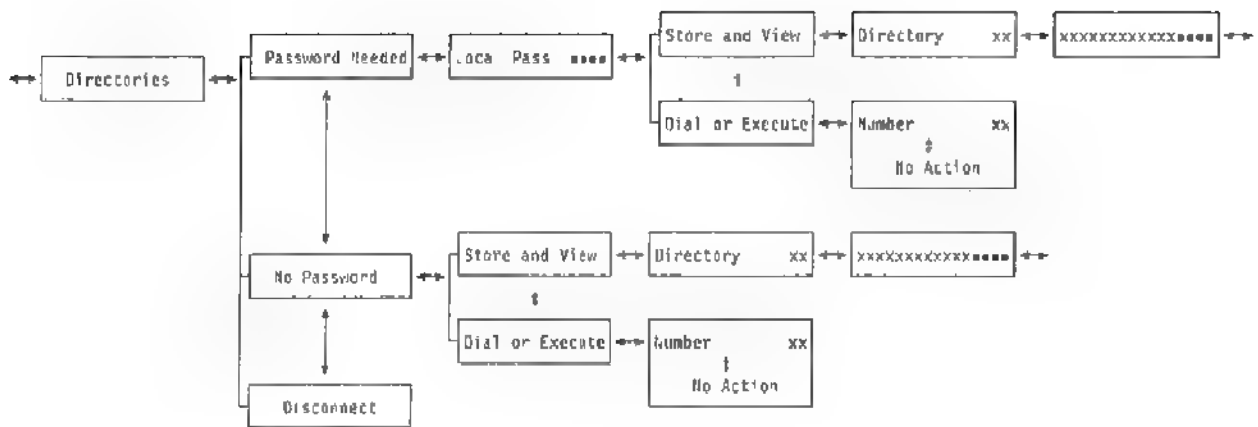 Directories
Password Needed
Pass ▪▪▪▪
Store and View
Directory xx
xxxxxxxxxxxx▪▪▪▪
Dial or Execute
Number xx
No Action
No Password
Store and View
Directory xx
xxxxxxxxxxxx▪▪▪▪
Dial or Execute
Number xx
No Action
Disconnect